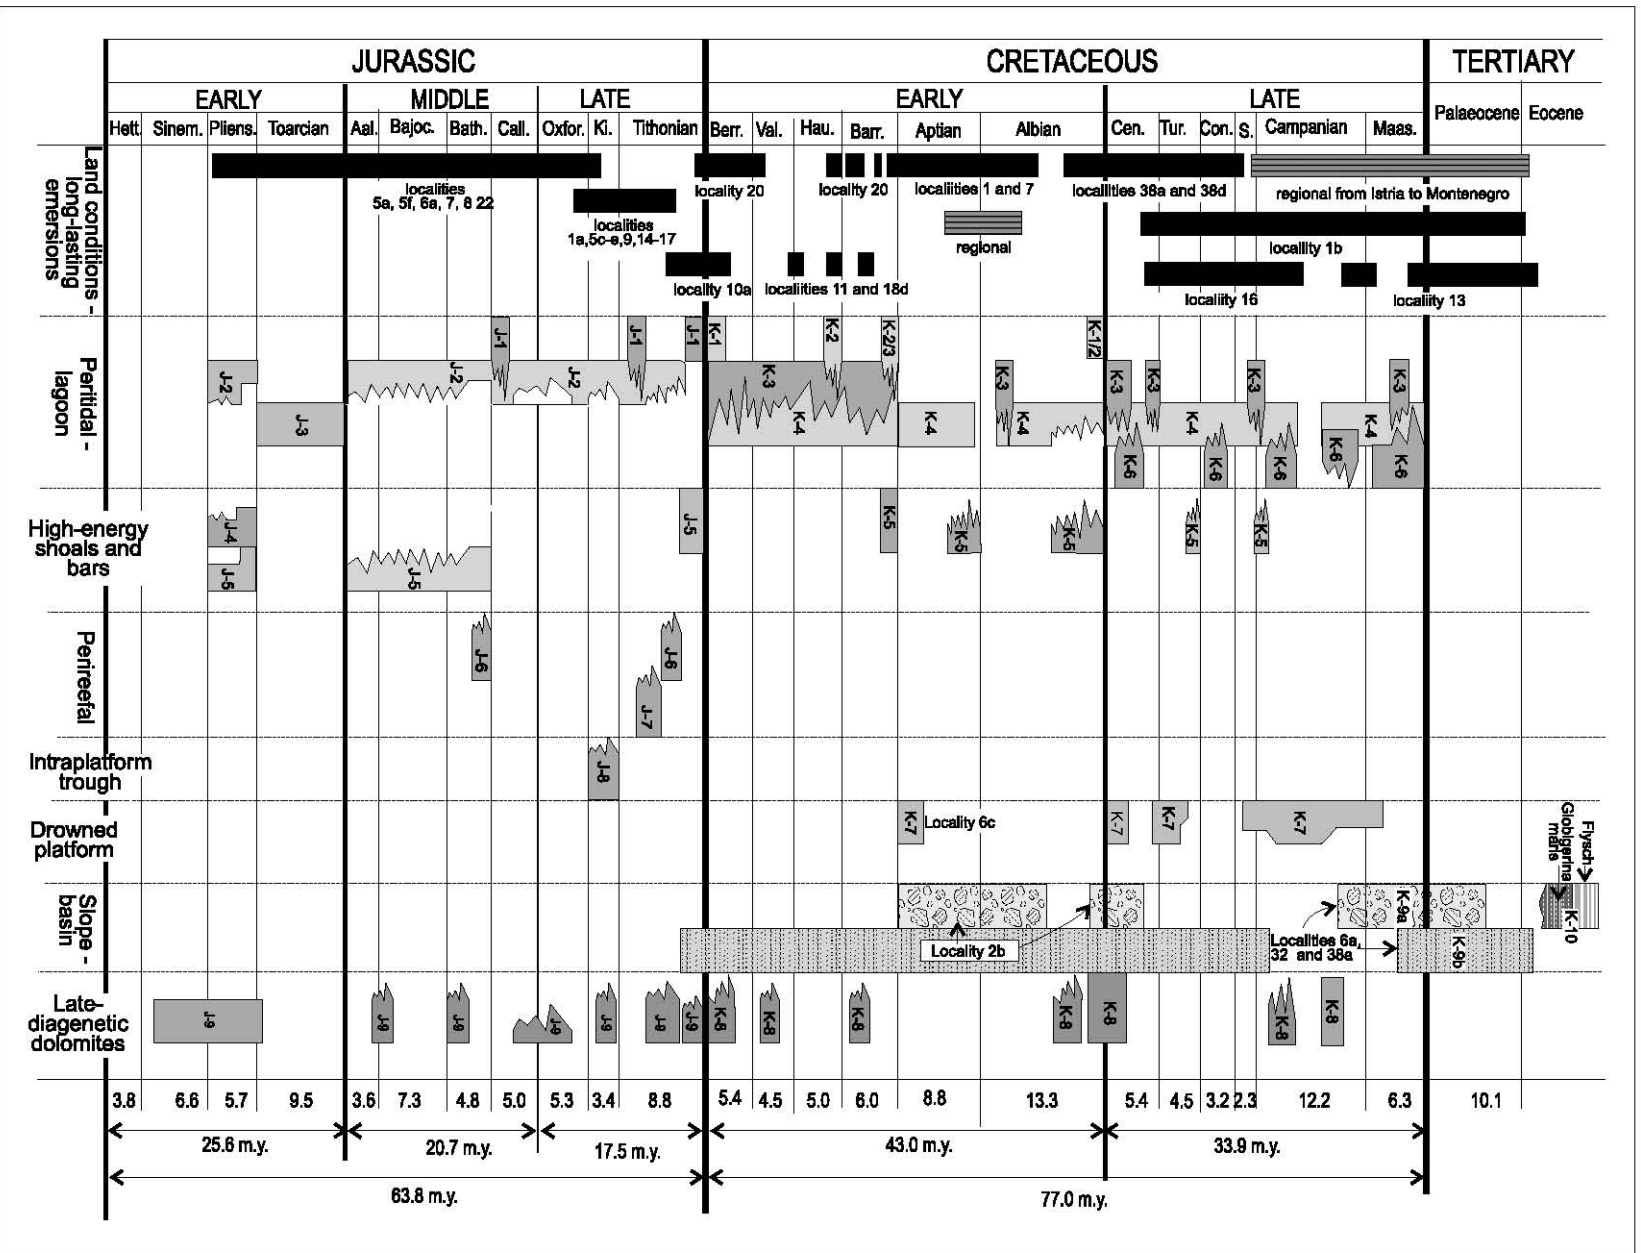 JURASSIC CRETACEOUS TERTIARY
EARLY MIDDLE LATE EARLY LATE
Palaeocene Eocene
Hett. Sinem. Pliens. Toarcian Aal. Bajoc. Bath. Call. Oxfor. Ki. Tithonian Berr. Val. Hau. Barr. Aptian Albian Cen. Tur. Con. S. Campanian Maas.
Land conditions -
long-lasting
emersions
localities
5a, 5f, 6a, 7, 8 22
localities
1a,5c-e,9,14-17
locality 20
locality 10a
locality 20
localiities 11 and 18d
localiities 1 and 7
regional
locallities 38a and 38d
regional from Istria to Montenegro
locallity 1b
localiity 16
localiity 13
Peritidal -
lagoon
J-1 J-1 J-1 K-1 K-2 K-2/3 K-1/2
J-2 J-2 J-2 K-3 K-3 K-3 K-3 K-3 K-3
J-3 K-4 K-4 K-4 K-4 K-4
K-6 K-6 K-6 K-6 K-6
High-energy
shoals and
bars
J-4 J-5 K-5 K-5 K-5 K-5 K-5
J-5 J-5
Perireefal
J-6 J-6
J-7
Intraplatform
trough
J-8
Drowned
platform
K-7 Locality 6c K-7 K-7 K-7
Flysch
Globigerina
marls
Slope -
basin
K-9a
K-10
Locality 2b
Localities 6a,
32 and 38a
K-9b
Late-
diagenetic
dolomites
J-9 J-9 J-9 J-9 J-9 J-9 J-9 K-8 K-8 K-8 K-8 K-8 K-8 K-8
3.8 6.6 5.7 9.5 3.6 7.3 4.8 5.0 5.3 3.4 8.8 5.4 4.5 5.0 6.0 8.8 13.3 5.4 4.5 3.2 2.3 12.2 6.3 10.1
25.6 m.y. 20.7 m.y. 17.5 m.y. 43.0 m.y. 33.9 m.y.
63.8 m.y. 77.0 m.y.